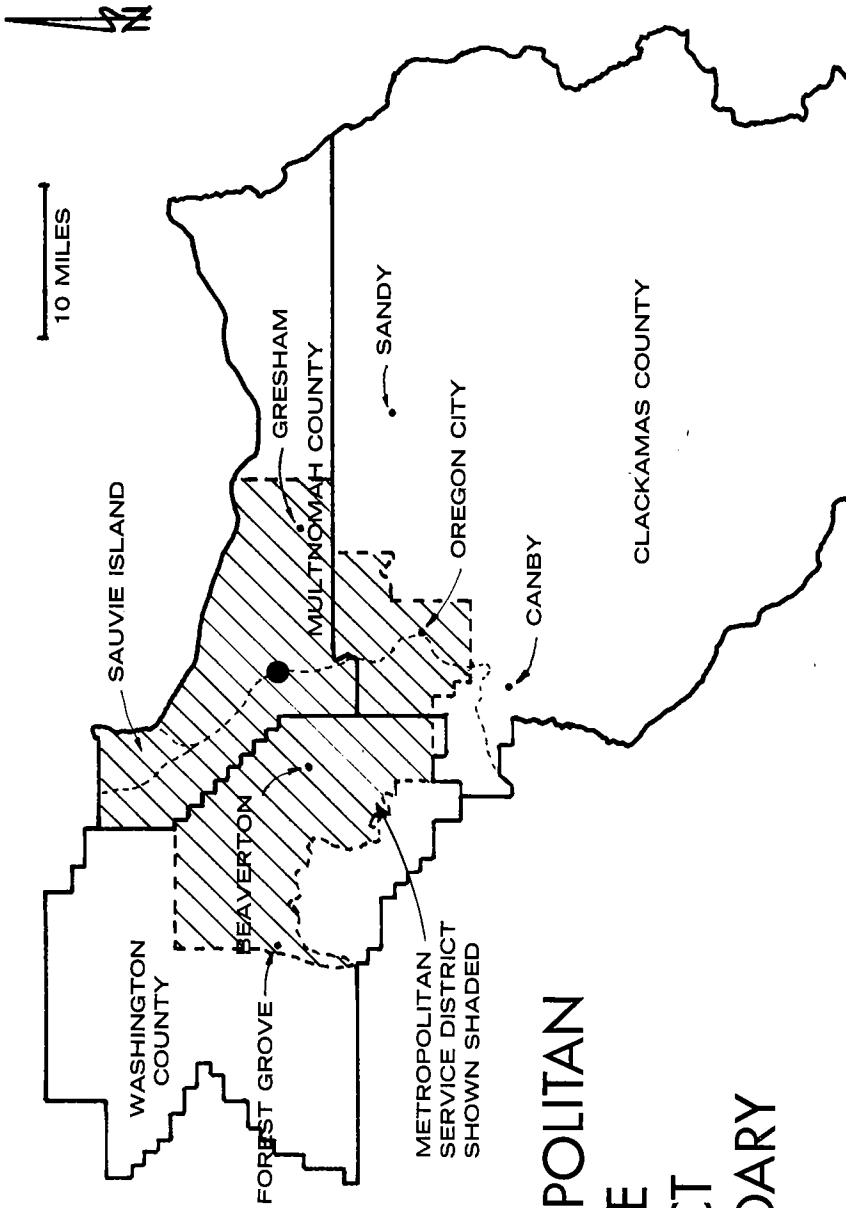 N
10 MILES
SAUVIE ISLAND
GRESHAM
MULTNOMAH COUNTY
SANDY
WASHINGTON
COUNTY
BEAVERTON
FOREST GROVE
OREGON CITY
CANBY
CLACKAMAS COUNTY
METROPOLITAN
SERVICE DISTRICT
SHOWN SHADED
POLITAN
E
CT
DARY